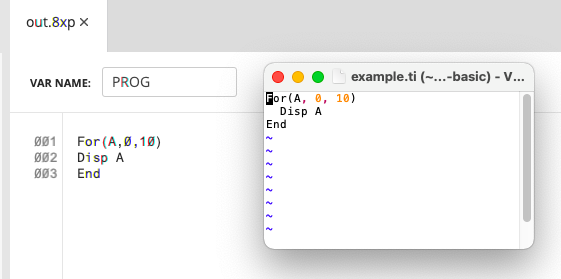 out.8xp ×
VAR NAME: PROG
001 For(A,0,10)
002 Disp A
003 End
example.ti (~...-basic) - V...
For(A, 0, 10)
  Disp A
End
~
~
~
~
~
~
~
~